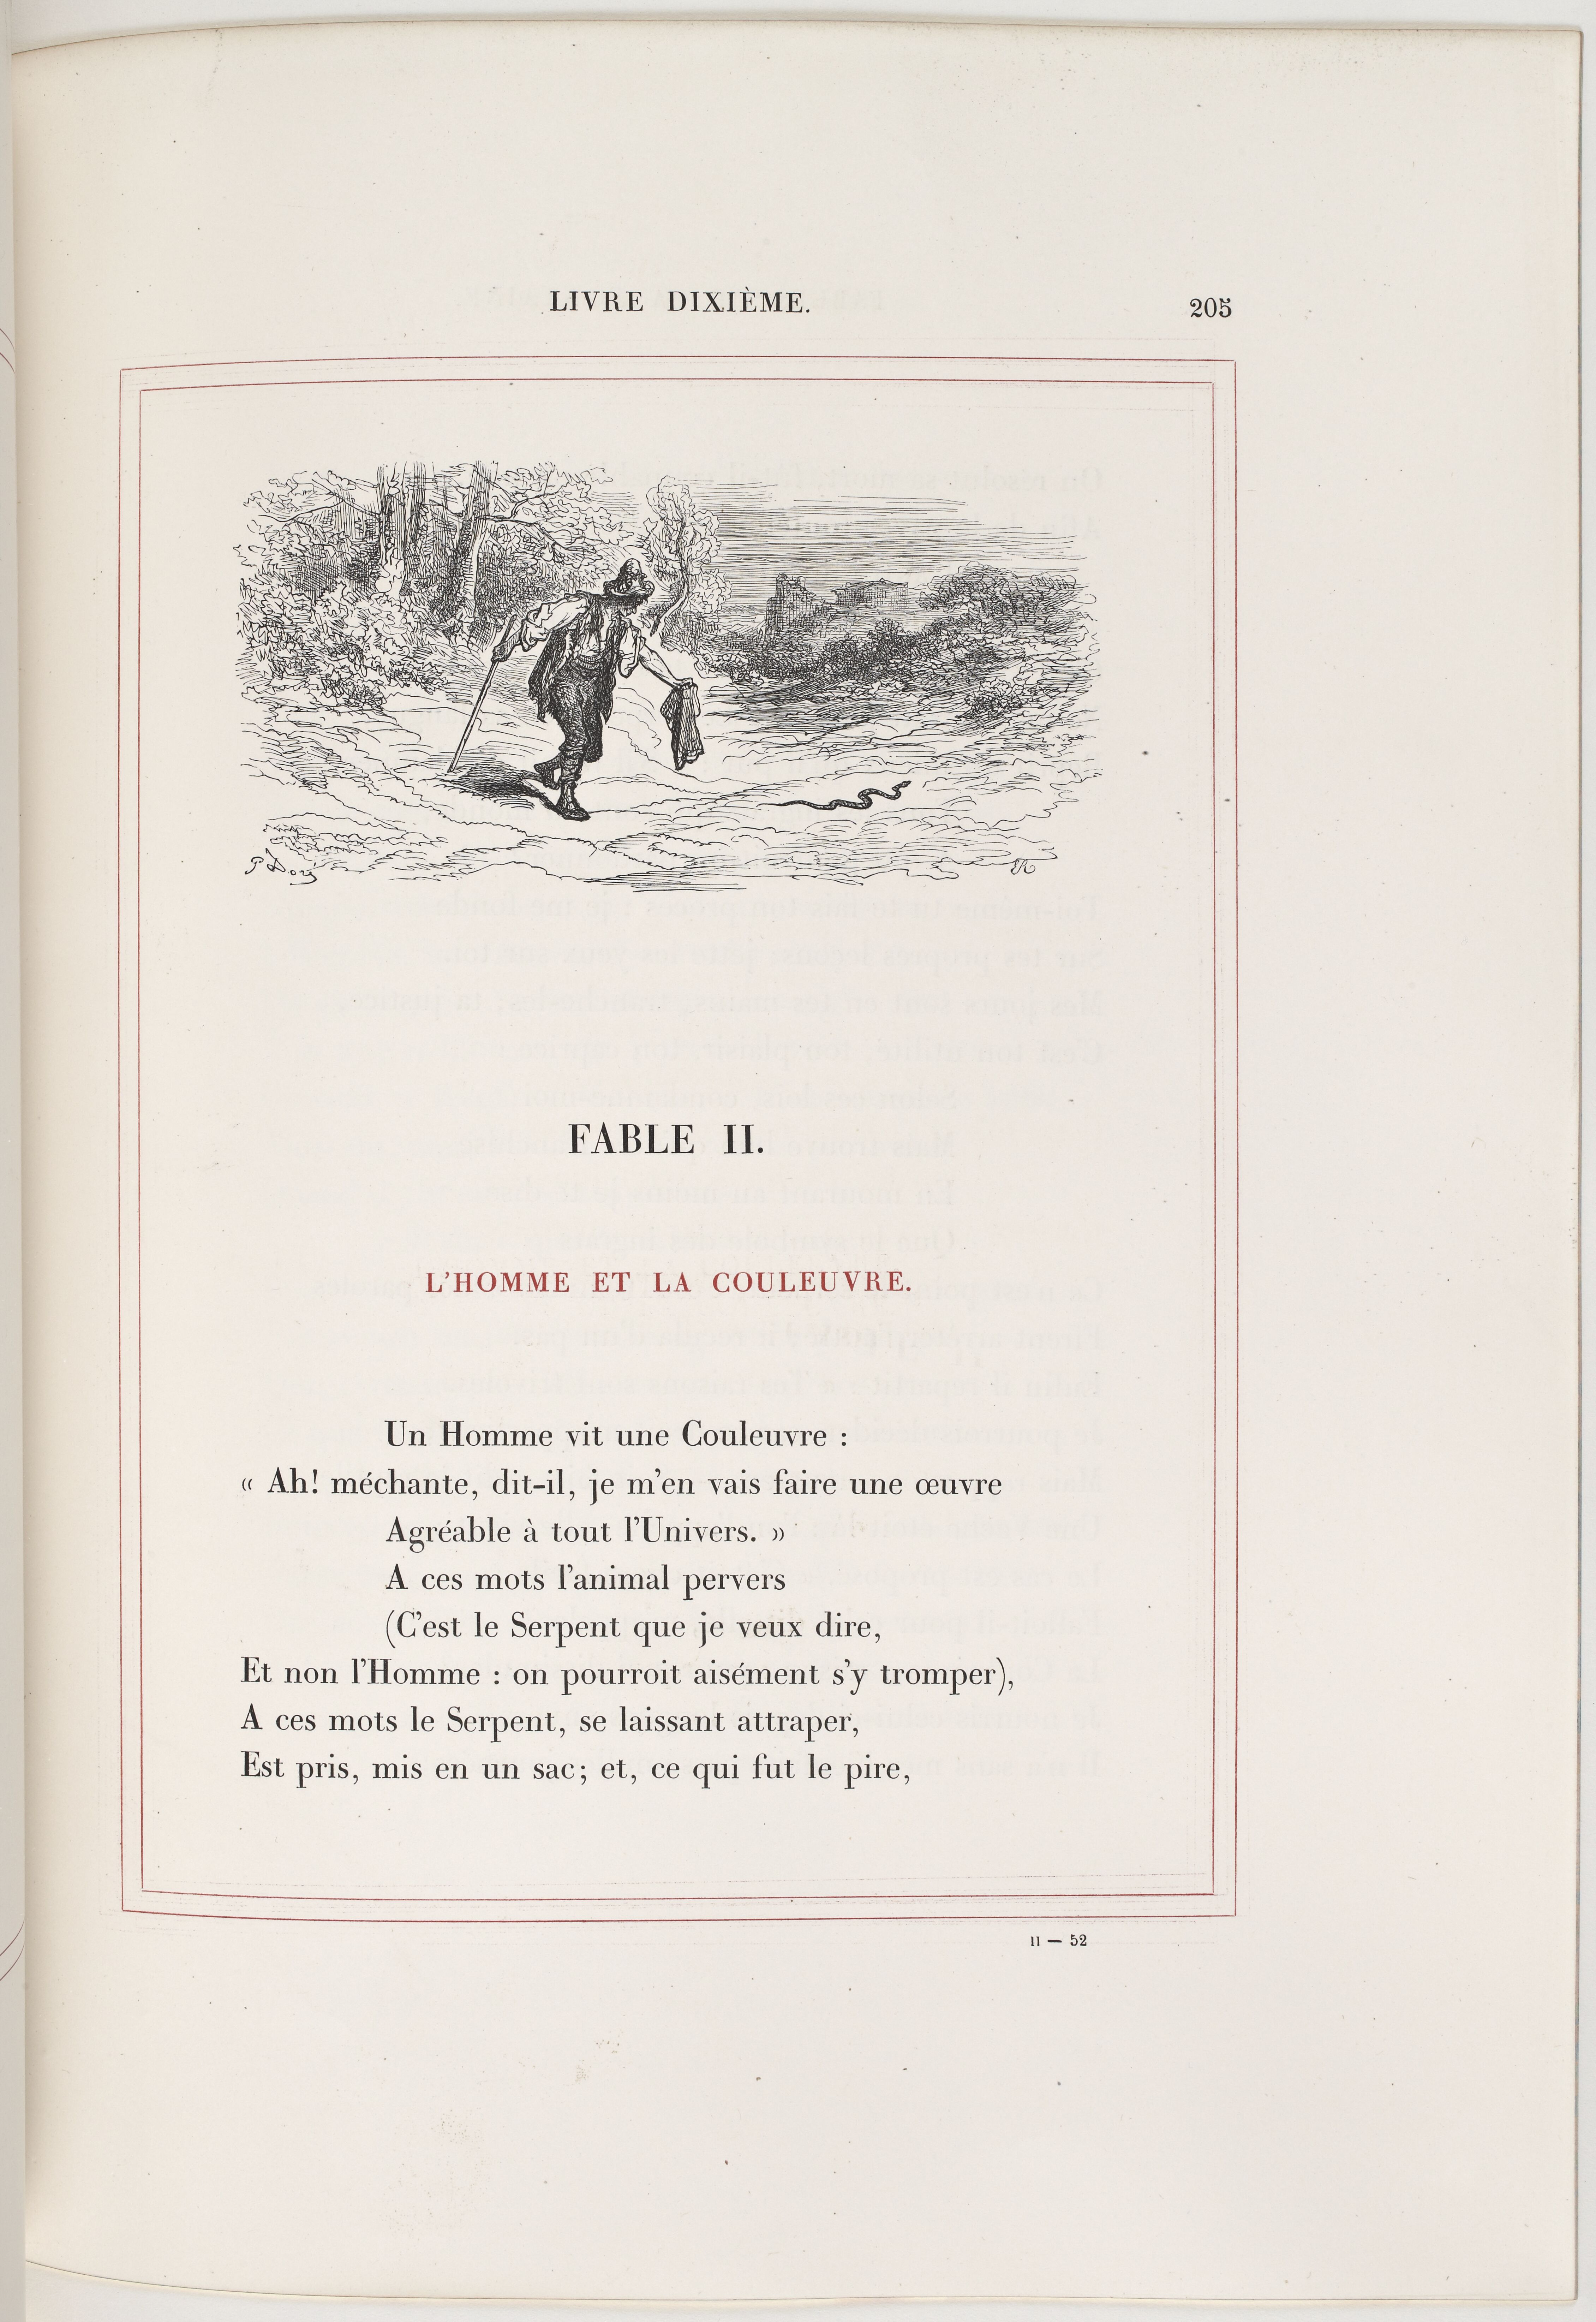 LIVRE DIXIÈME.
205
G Doré
FABLE II.
L'HOMME ET LA COULEUVRE.
Un Homme vit une Couleuvre :
« Ah! méchante, dit-il, je m'en vais faire une œuvre
Agréable à tout l'Univers. »
A ces mots l'animal pervers
(C'est le Serpent que je veux dire,
Et non l'Homme : on pourroit aisément s'y tromper),
A ces mots le Serpent, se laissant attraper,
Est pris, mis en un sac; et, ce qui fut le pire,
II — 52